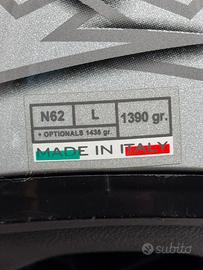 N62 L 1390 gr.
• OPTIONALS 1436 gr.
MADE IN ITALY
subito